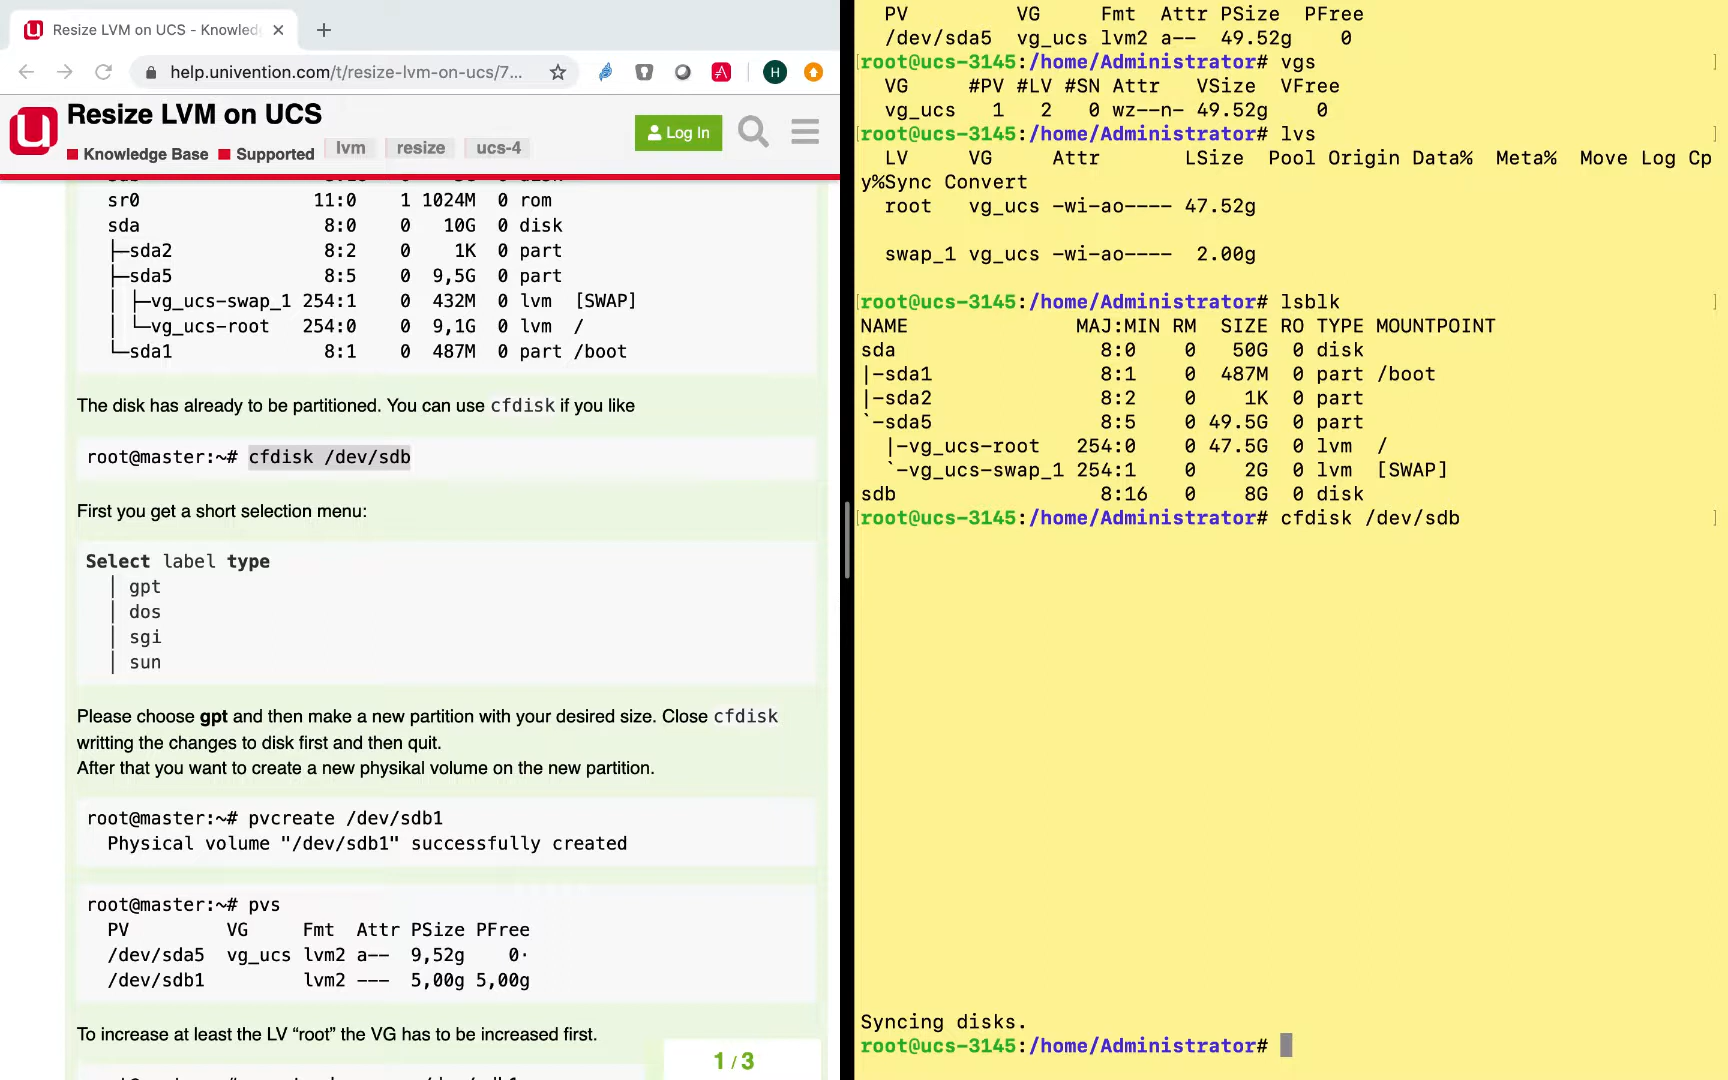 Resize LVM on UCS - Knowled
help.univention.com/t/resize-lvm-on-ucs/7...
H
Resize LVM on UCS
Knowledge Base Supported lvm resize ucs-4
Log In
sr0 11:0 1 1024M 0 rom
sda 8:0 0 10G 0 disk
├─sda2 8:2 0 1K 0 part
├─sda5 8:5 0 9,5G 0 part
│ ├─vg_ucs-swap_1 254:1 0 432M 0 lvm [SWAP]
│ └─vg_ucs-root 254:0 0 9,1G 0 lvm /
└─sda1 8:1 0 487M 0 part /boot
The disk has already to be partitioned. You can use cfdisk if you like
root@master:~# cfdisk /dev/sdb
First you get a short selection menu:
Select label type
│ gpt
│ dos
│ sgi
│ sun
Please choose gpt and then make a new partition with your desired size. Close cfdisk
writting the changes to disk first and then quit.
After that you want to create a new physikal volume on the new partition.
root@master:~# pvcreate /dev/sdb1
Physical volume "/dev/sdb1" successfully created
root@master:~# pvs
PV VG Fmt Attr PSize PFree
/dev/sda5 vg_ucs lvm2 a-- 9,52g 0·
/dev/sdb1 lvm2 --- 5,00g 5,00g
To increase at least the LV “root” the VG has to be increased first.
1 / 3
PV VG Fmt Attr PSize PFree
/dev/sda5 vg_ucs lvm2 a-- 49.52g 0
[root@ucs-3145:/home/Administrator# vgs ]
VG #PV #LV #SN Attr VSize VFree
vg_ucs 1 2 0 wz--n- 49.52g 0
[root@ucs-3145:/home/Administrator# lvs ]
LV VG Attr LSize Pool Origin Data% Meta% Move Log Cp
y%Sync Convert
root vg_ucs -wi-ao---- 47.52g
swap_1 vg_ucs -wi-ao---- 2.00g
[root@ucs-3145:/home/Administrator# lsblk ]
NAME MAJ:MIN RM SIZE RO TYPE MOUNTPOINT
sda 8:0 0 50G 0 disk
|-sda1 8:1 0 487M 0 part /boot
|-sda2 8:2 0 1K 0 part
`-sda5 8:5 0 49.5G 0 part
|-vg_ucs-root 254:0 0 47.5G 0 lvm /
`-vg_ucs-swap_1 254:1 0 2G 0 lvm [SWAP]
sdb 8:16 0 8G 0 disk
[root@ucs-3145:/home/Administrator# cfdisk /dev/sdb ]
Syncing disks.
root@ucs-3145:/home/Administrator#